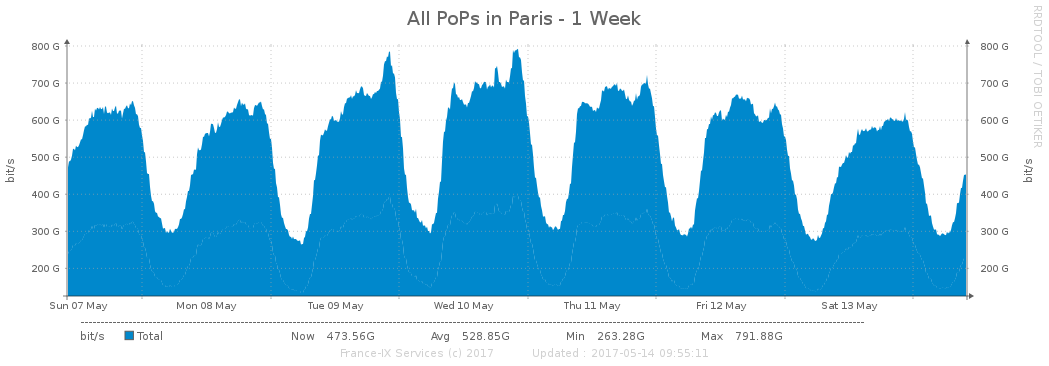 All PoPs in Paris - 1 Week
RRDTOOL / TOBI OETIKER
800 G 800 G
700 G 700 G
600 G 600 G
500 G 500 G
400 G 400 G
300 G 300 G
200 G 200 G
bit/s bit/s
Sun 07 May Mon 08 May Tue 09 May Wed 10 May Thu 11 May Fri 12 May Sat 13 May
bit/s Total Now 473.56G Avg 528.85G Min 263.28G Max 791.88G
France-IX Services (c) 2017 Updated : 2017-05-14 09:55:11